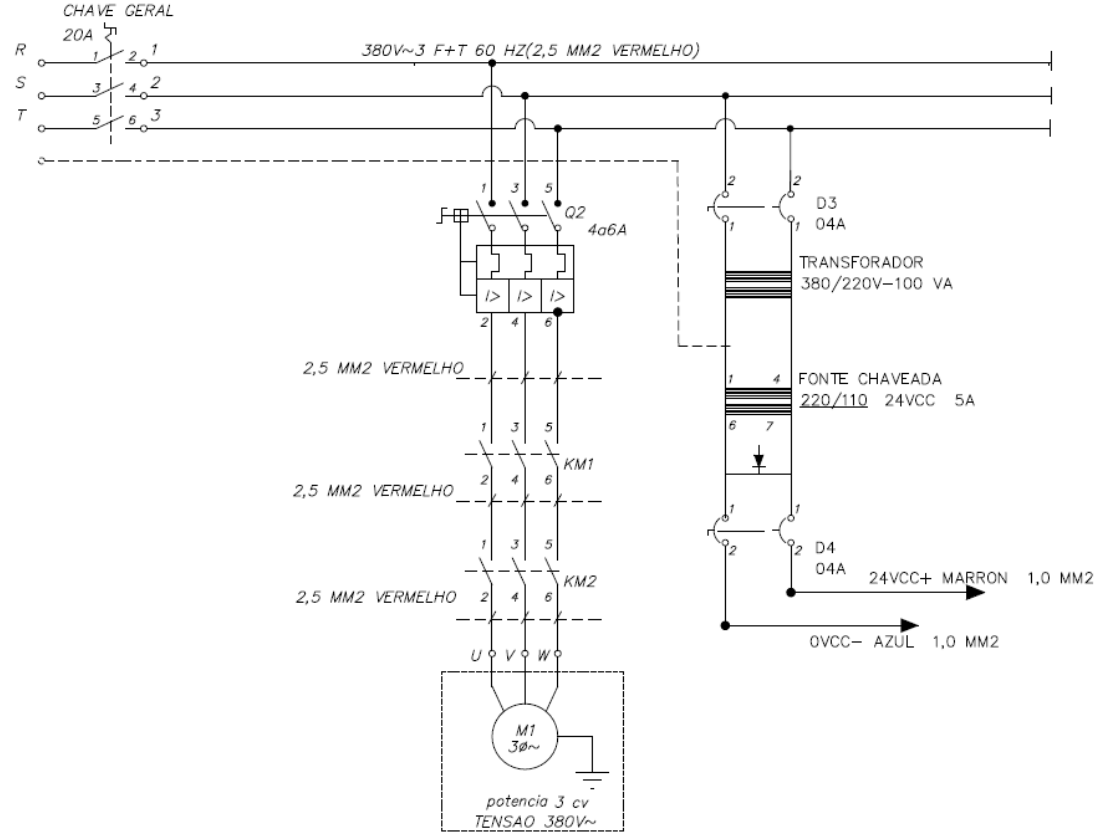 CHAVE GERAL
20A
R
1
2
1
380V~3 F+T 60 HZ(2,5 MM2 VERMELHO)
S
3
4
2
T
5
6
3
1
3
5
Q2
4a6A
I>
I>
I>
2
4
6
2,5 MM2 VERMELHO
1
3
5
KM1
2
4
6
2,5 MM2 VERMELHO
1
3
5
KM2
2
4
6
2,5 MM2 VERMELHO
U
V
W
M1
3ø~
potencia 3 cv
TENSAO 380V~
2
2
D3
04A
1
1
TRANSFORADOR
380/220V-100 VA
1
4
FONTE CHAVEADA
220/110 24VCC 5A
6
7
1
1
D4
04A
2
2
24VCC+ MARRON 1,0 MM2
0VCC- AZUL 1,0 MM2